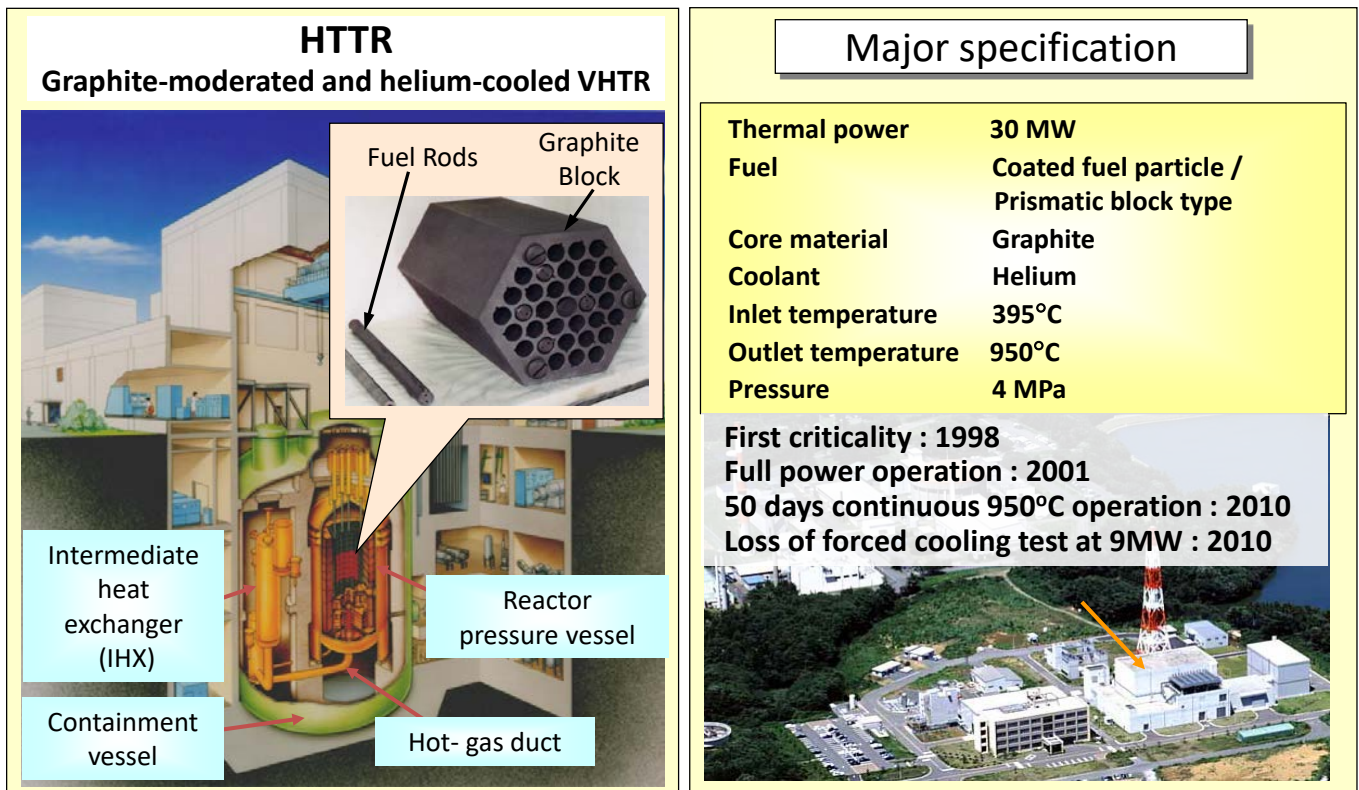 HTTR
Graphite-moderated and helium-cooled VHTR
Fuel Rods
Graphite
Block
Intermediate
heat
exchanger
(IHX)
Reactor
pressure vessel
Containment
vessel
Hot- gas duct
Major specification
Thermal power 30 MW
Fuel Coated fuel particle /
Prismatic block type
Core material Graphite
Coolant Helium
Inlet temperature 395°C
Outlet temperature 950°C
Pressure 4 MPa
First criticality : 1998
Full power operation : 2001
50 days continuous 950°C operation : 2010
Loss of forced cooling test at 9MW : 2010